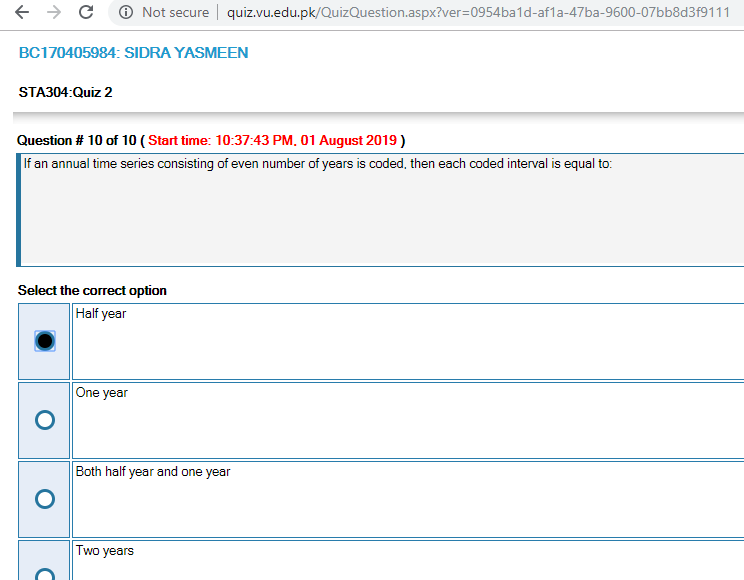 Not secure | quiz.vu.edu.pk/QuizQuestion.aspx?ver=0954ba1d-af1a-47ba-9600-07bb8d3f9111
BC170405984: SIDRA YASMEEN
STA304:Quiz 2
Question # 10 of 10 ( Start time: 10:37:43 PM, 01 August 2019 )
If an annual time series consisting of even number of years is coded, then each coded interval is equal to:
Select the correct option
Half year
One year
Both half year and one year
Two years